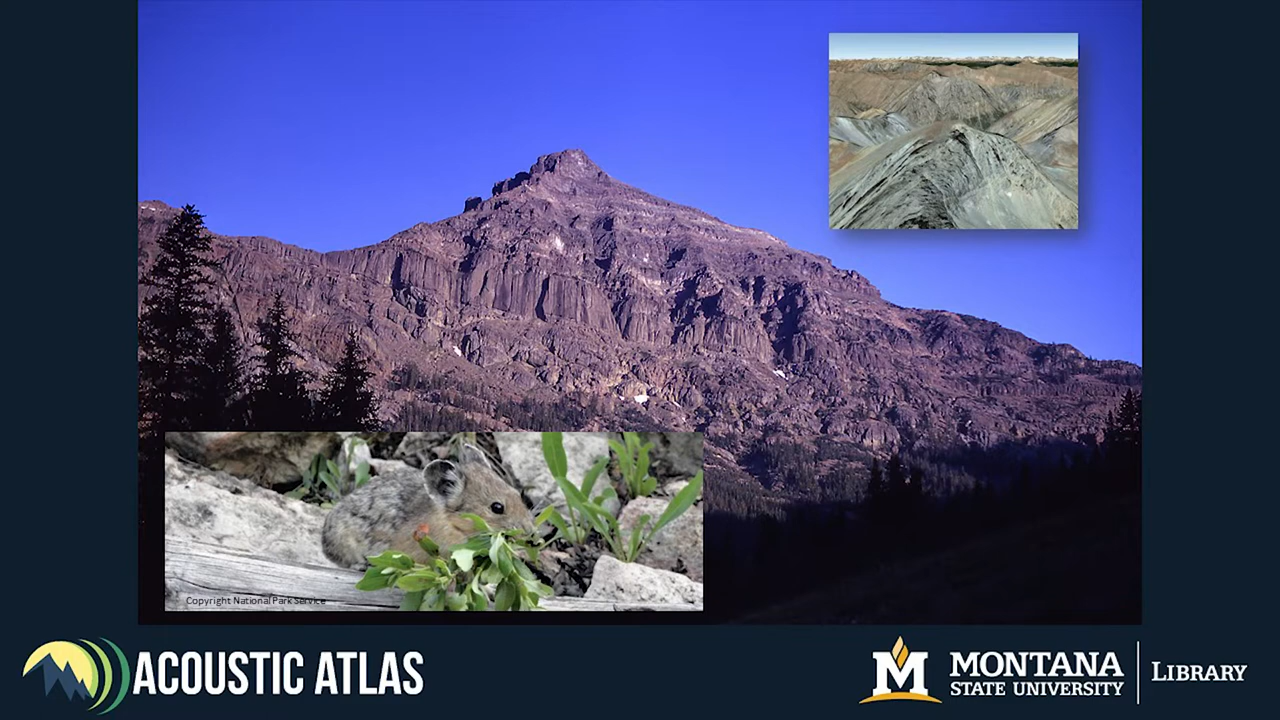 Copyright National Park Service
ACOUSTIC ATLAS
M
MONTANA
STATE UNIVERSITY
LIBRARY